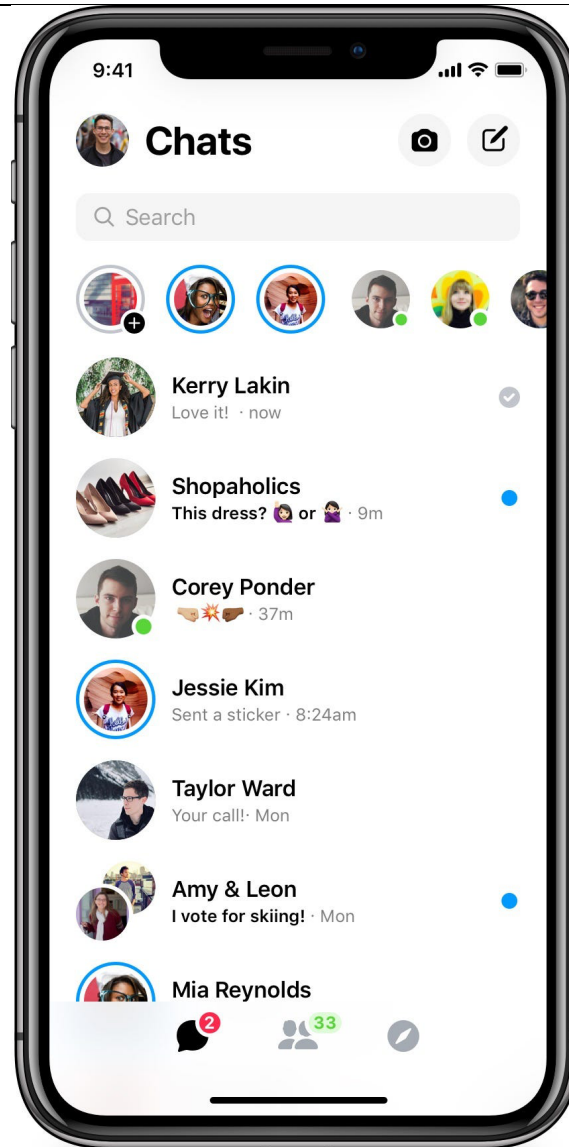 9:41
Chats
Search
Kerry Lakin
Love it! · now
Shopaholics
This dress? 🙋🏻‍♀️ or 🙅🏻‍♀️ · 9m
Corey Ponder
🤜🏼💥🤛🏾 · 37m
Jessie Kim
Sent a sticker · 8:24am
Taylor Ward
Your call!· Mon
Amy & Leon
I vote for skiing! · Mon
Mia Reynolds
2
33